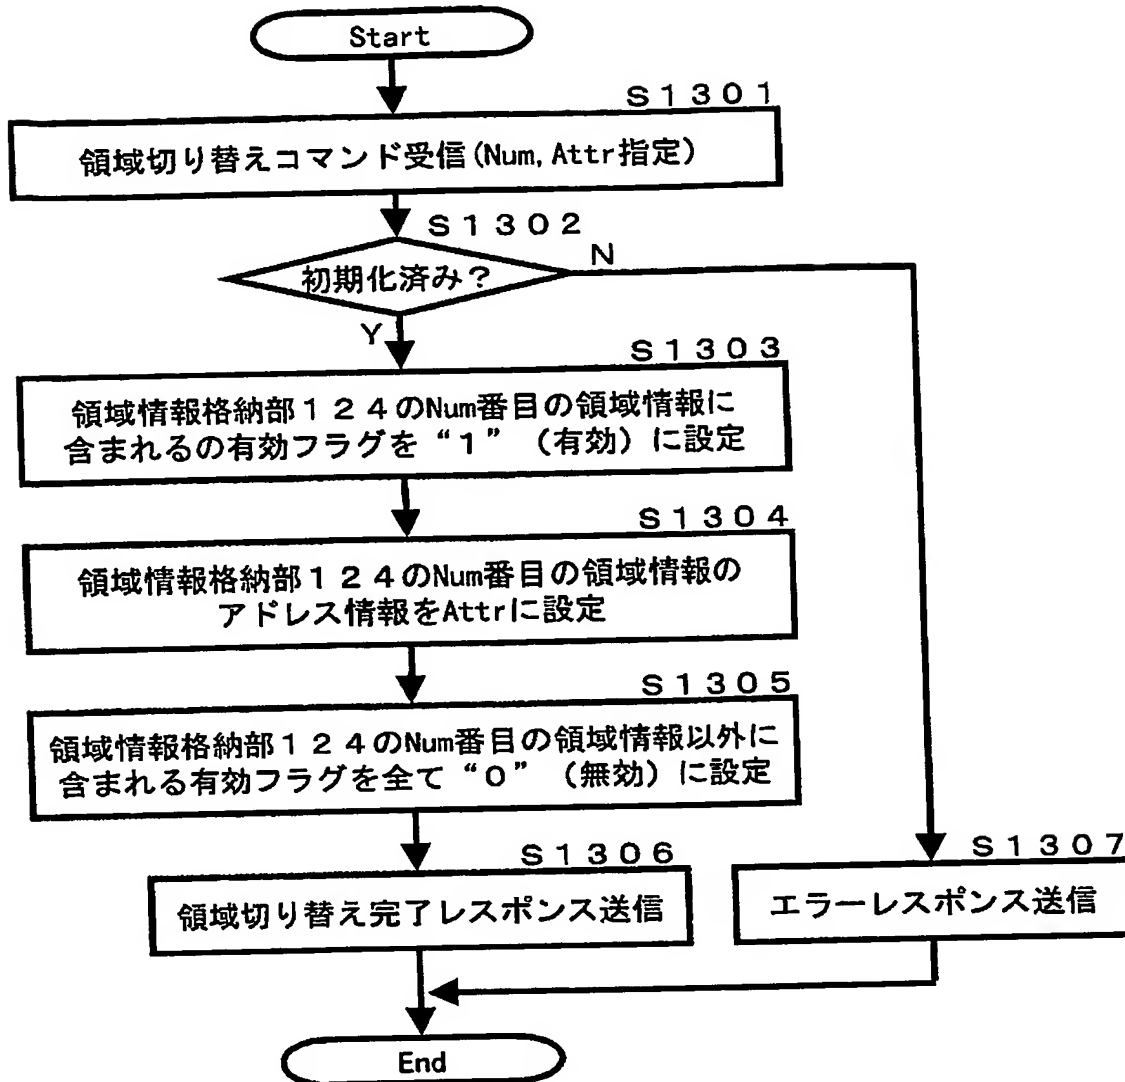 Start
S1301
領域切り替えコマンド受信(Num, Attr指定)
S1302
初期化済み？
N
Y
S1303
領域情報格納部124のNum番目の領域情報に
含まれるの有効フラグを“1”（有効）に設定
S1304
領域情報格納部124のNum番目の領域情報の
アドレス情報をAttrに設定
S1305
領域情報格納部124のNum番目の領域情報以外に
含まれる有効フラグを全て“0”（無効）に設定
S1306
領域切り替え完了レスポンス送信
S1307
エラーレスポンス送信
End